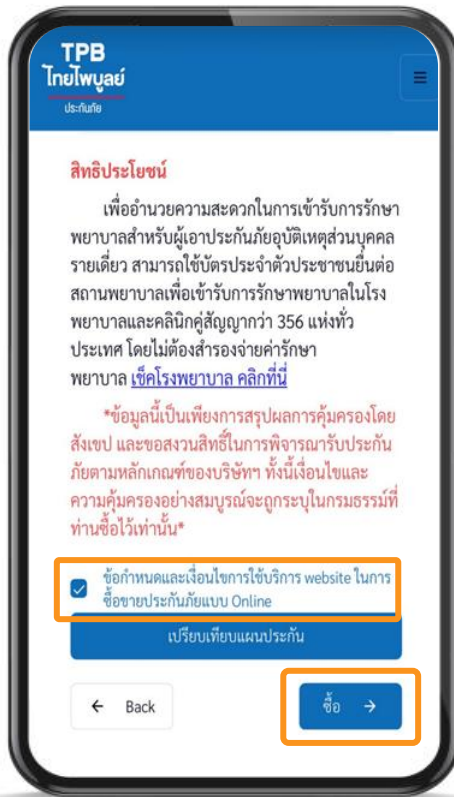 TPB
ไทยไพบูลย์
ประกันภัย
สิทธิประโยชน์
เพื่ออำนวยความสะดวกในการเข้ารับการรักษา
พยาบาลสำหรับผู้เอาประกันภัยอุบัติเหตุส่วนบุคคล
รายเดี่ยว สามารถใช้บัตรประจำตัวประชาชนยื่นต่อ
สถานพยาบาลเพื่อเข้ารับการรักษาพยาบาลในโรง
พยาบาลและคลินิกคู่สัญญากว่า 356 แห่งทั่ว
ประเทศ โดยไม่ต้องสำรองจ่ายค่ารักษา
พยาบาล เช็คโรงพยาบาล คลิกที่นี่
*ข้อมูลนี้เป็นเพียงการสรุปผลการคุ้มครองโดย
สังเขป และขอสงวนสิทธิ์ในการพิจารณารับประกัน
ภัยตามหลักเกณฑ์ของบริษัทฯ ทั้งนี้เงื่อนไขและ
ความคุ้มครองอย่างสมบูรณ์จะถูกระบุในกรมธรรม์ที่
ท่านซื้อไว้เท่านั้น*
ข้อกำหนดและเงื่อนไขการใช้บริการ website ในการ
ซื้อขายประกันภัยแบบ Online
เปรียบเทียบแผนประกัน
← Back
ซื้อ →